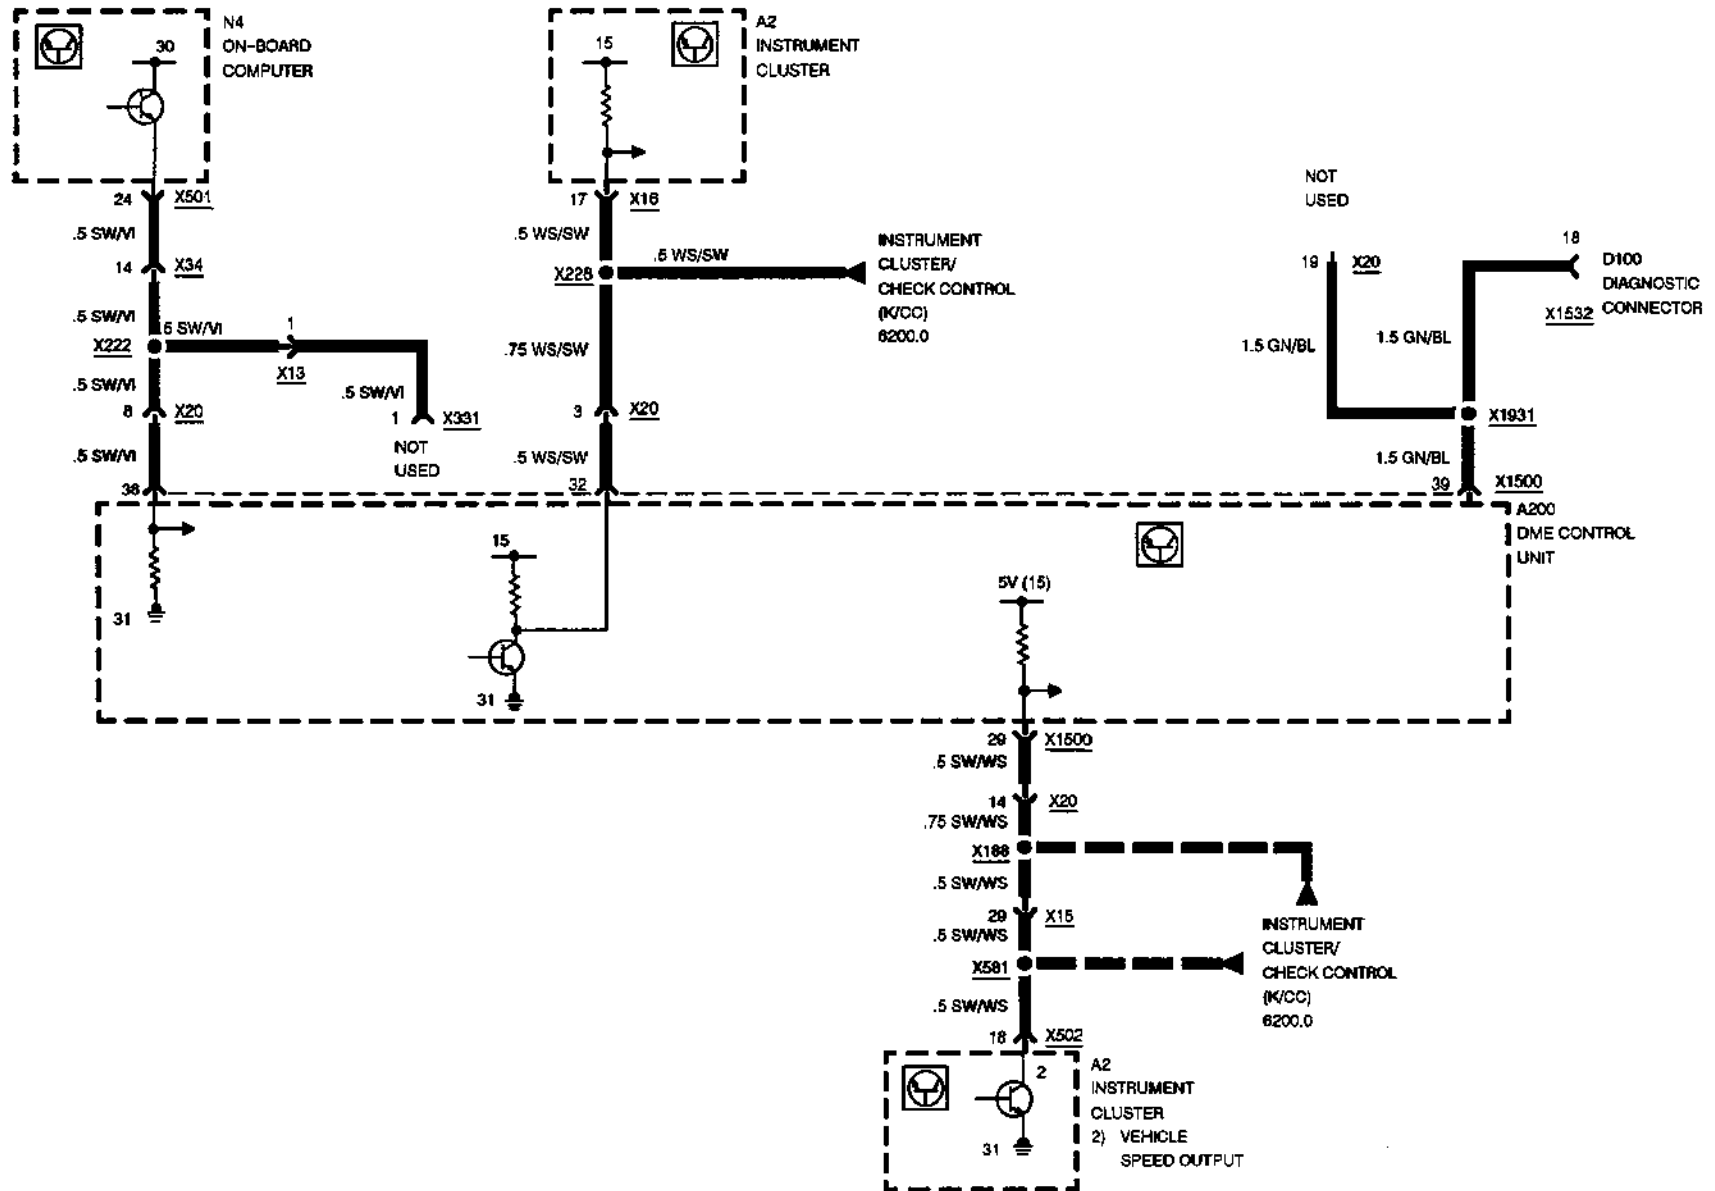 N4
ON-BOARD
COMPUTER
30
24 X501
.5 SW/VI
14 X34
.5 SW/VI
5 SW/VI
1
X222
X13
.5 SW/VI
.5 SW/VI
8 X20
1 X331
NOT
USED
.5 SW/VI
36
A2
INSTRUMENT
CLUSTER
15
17 X16
.5 WS/SW
.5 WS/SW
X228
INSTRUMENT
CLUSTER/
CHECK CONTROL
(K/CC)
6200.0
.75 WS/SW
3 X20
.5 WS/SW
32
NOT
USED
19 X20
18
D100
DIAGNOSTIC
CONNECTOR
X1532
1.5 GN/BL
1.5 GN/BL
X1931
1.5 GN/BL
39 X1500
A200
DME CONTROL
UNIT
31
15
31
5V (15)
29 X1500
.5 SW/WS
14 X20
.75 SW/WS
X188
.5 SW/WS
29 X15
.5 SW/WS
X581
.5 SW/WS
18 X502
INSTRUMENT
CLUSTER/
CHECK CONTROL
(K/CC)
6200.0
2
31
A2
INSTRUMENT
CLUSTER
2) VEHICLE
SPEED OUTPUT